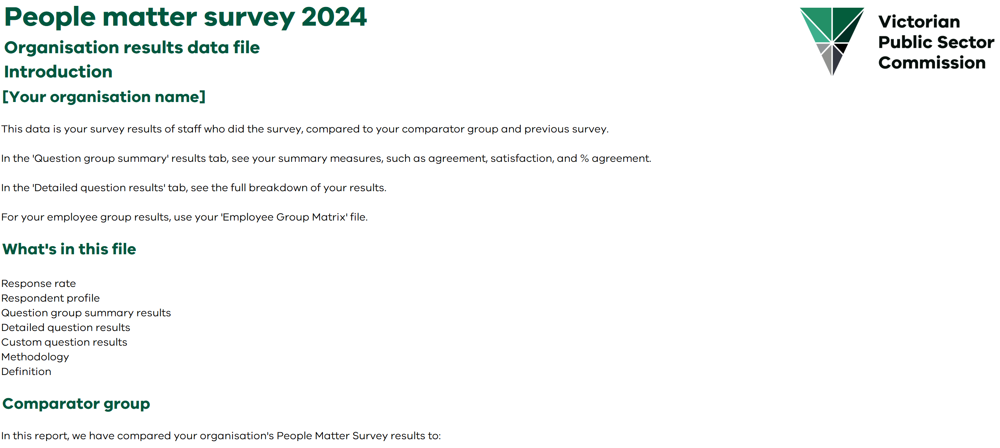 People matter survey 2024
Organisation results data file
Introduction
[Your organisation name]
Victorian
Public Sector
Commission
This data is your survey results of staff who did the survey, compared to your comparator group and previous survey.
In the 'Question group summary' results tab, see your summary measures, such as agreement, satisfaction, and % agreement.
In the 'Detailed question results' tab, see the full breakdown of your results.
For your employee group results, use your 'Employee Group Matrix' file.
What's in this file
Response rate
Respondent profile
Question group summary results
Detailed question results
Custom question results
Methodology
Definition
Comparator group
In this report, we have compared your organisation's People Matter Survey results to: